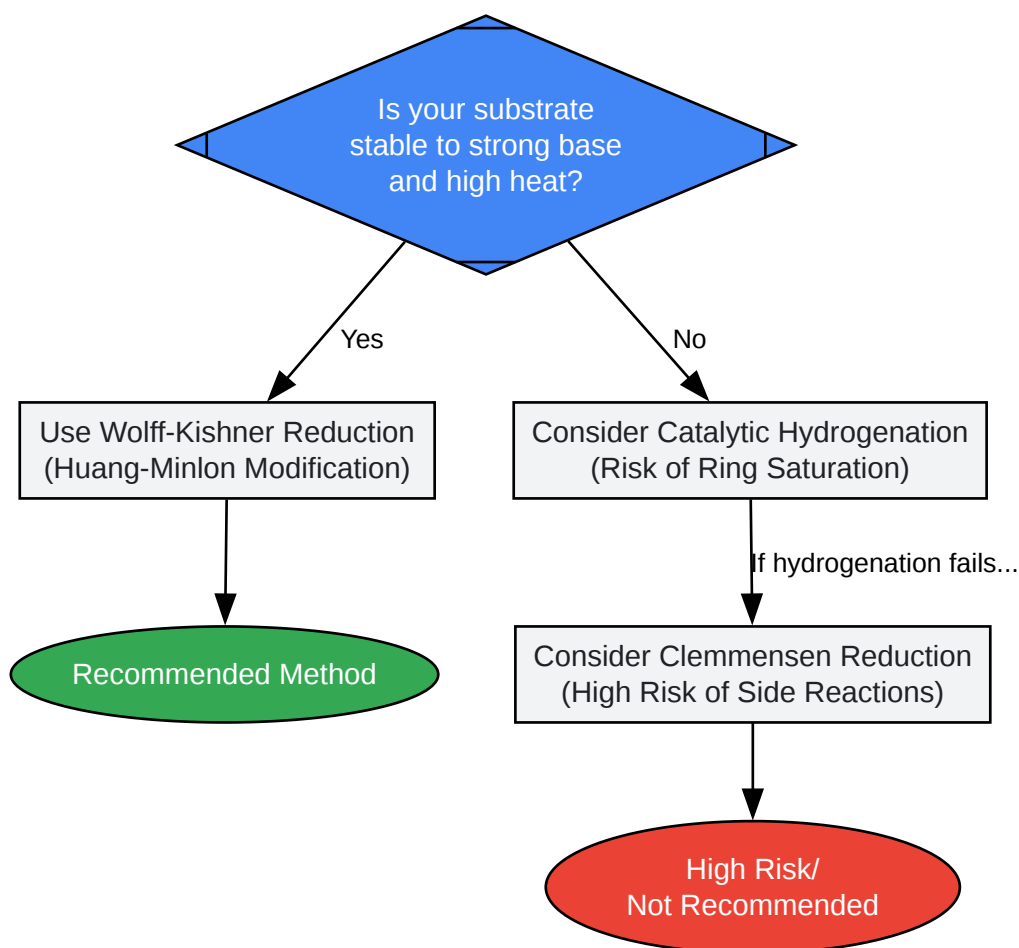 Is your substrate
stable to strong base
and high heat?
Yes
No
Use Wolff-Kishner Reduction
(Huang-Minlon Modification)
Consider Catalytic Hydrogenation
(Risk of Ring Saturation)
If hydrogenation fails...
Recommended Method
Consider Clemmensen Reduction
(High Risk of Side Reactions)
High Risk/
Not Recommended